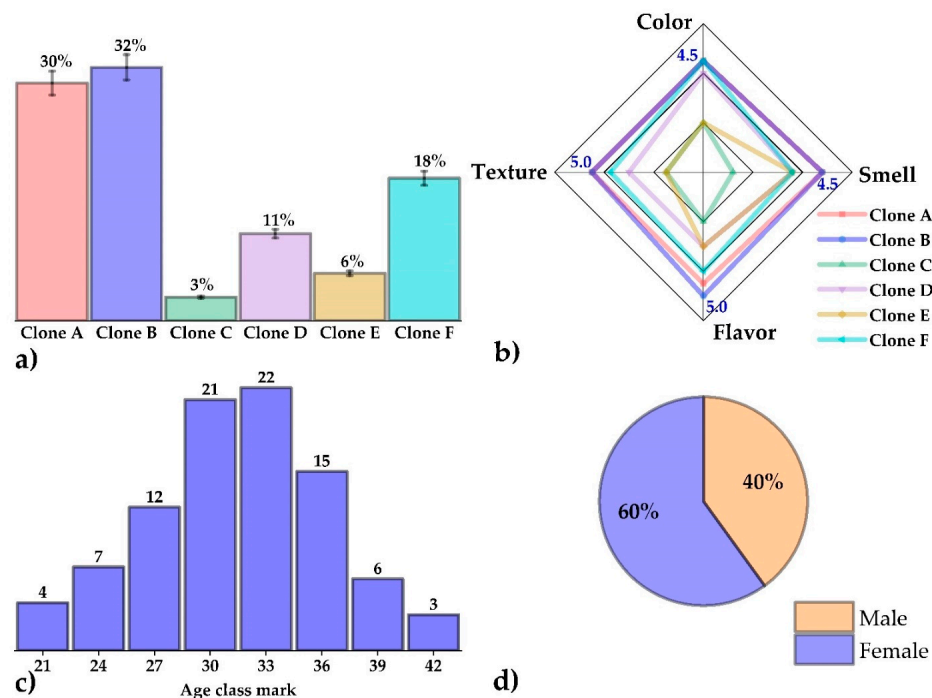 30%
32%
3%
11%
6%
18%
Clone A Clone B Clone C Clone D Clone E Clone F
a)
Color
4.5
Texture
5.0
Smell
4.5
Flavor
5.0
Clone A
Clone B
Clone C
Clone D
Clone E
Clone F
b)
4
7
12
21
22
15
6
3
21 24 27 30 33 36 39 42
Age class mark
c)
60%
40%
Male
Female
d)